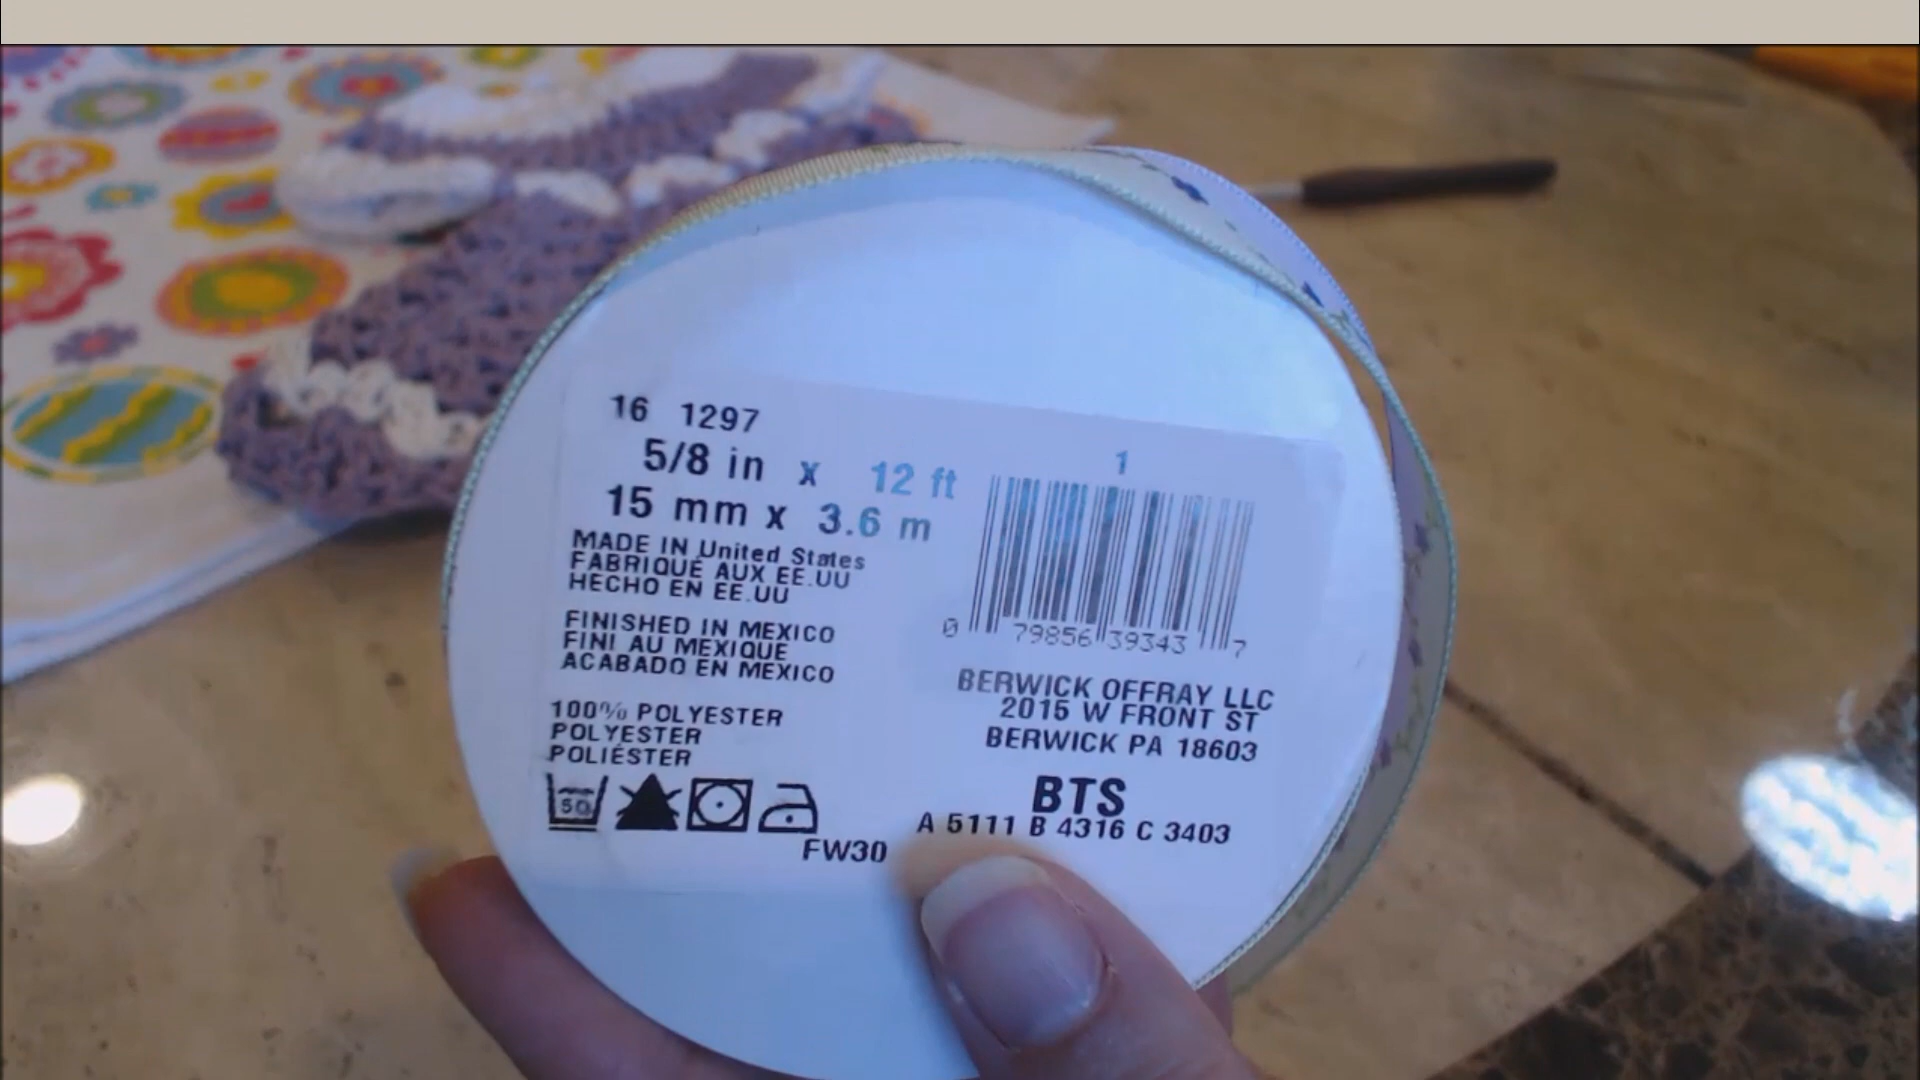 16 1297
5/8 in x 12 ft
15 mm x 3.6 m
MADE IN United States
FABRIQUÉ AUX EE.UU
HECHO EN EE.UU
FINISHED IN MEXICO
FINI AU MEXIQUE
ACABADO EN MEXICO
100% POLYESTER
POLYESTER
POLIÉSTER
50
FW30
1
0 79856 39343 7
BERWICK OFFRAY LLC
2015 W FRONT ST
BERWICK PA 18603
BTS
A 5111 B 4316 C 3403